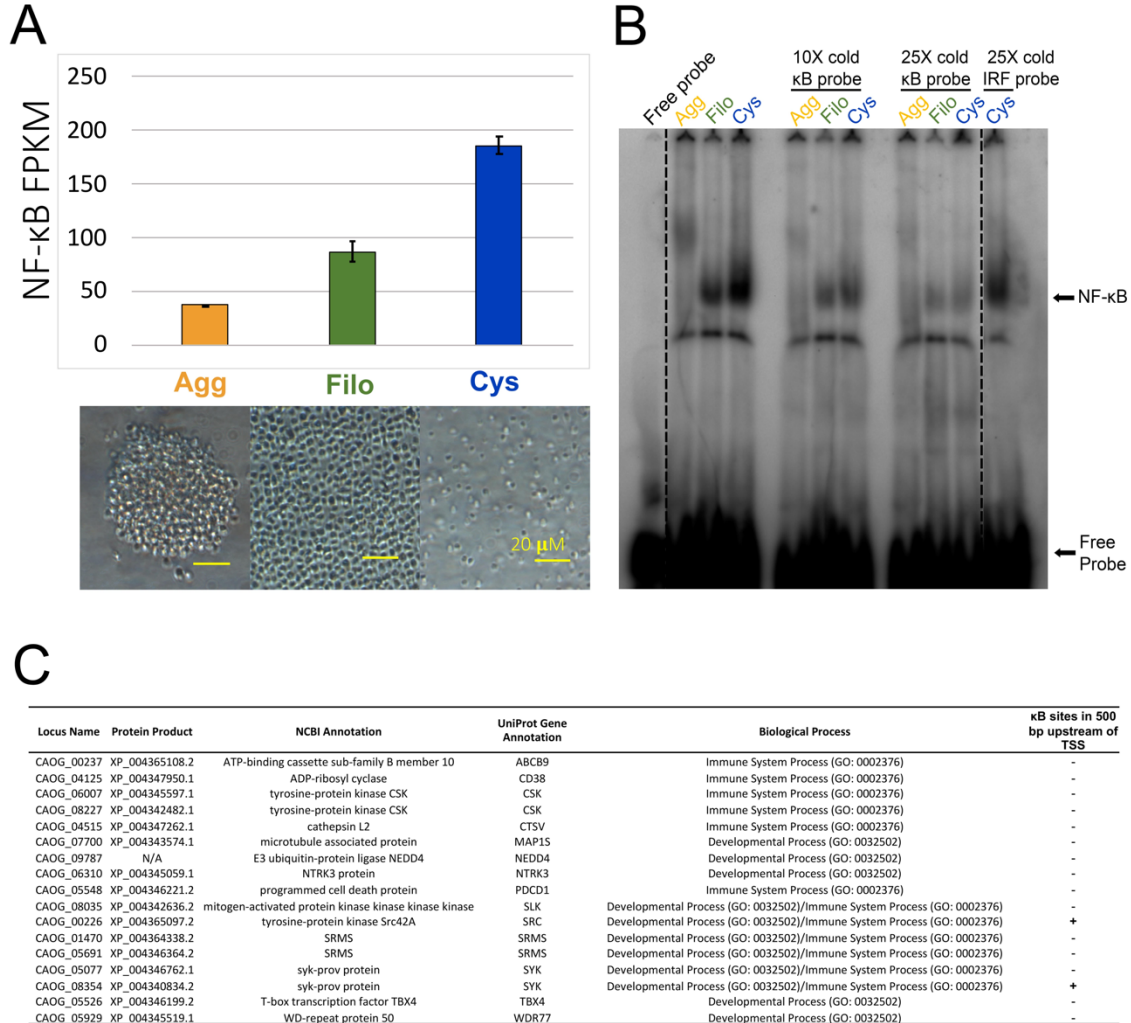 A
NF-κB FPKM
250
200
150
100
50
0
Agg
Filo
Cys
20 μM
B
10X cold
κB probe
25X cold
κB probe
25X cold
IRF probe
Free probe
Agg
Filo
Cys
Agg
Filo
Cys
Agg
Filo
Cys
Cys
NF-κB
Free
Probe
C
Locus Name Protein Product NCBI Annotation UniProt Gene Annotation Biological Process κB sites in 500 bp upstream of TSS
CAOG_00237 XP_004365108.2 ATP-binding cassette sub-family B member 10 ABCB9 Immune System Process (GO: 0002376) -
CAOG_04125 XP_004347950.1 ADP-ribosyl cyclase CD38 Immune System Process (GO: 0002376) -
CAOG_06007 XP_004345597.1 tyrosine-protein kinase CSK CSK Immune System Process (GO: 0002376) -
CAOG_08227 XP_004342482.1 tyrosine-protein kinase CSK CSK Immune System Process (GO: 0002376) -
CAOG_04515 XP_004347262.1 cathepsin L2 CTSV Immune System Process (GO: 0002376) -
CAOG_07700 XP_004343574.1 microtubule associated protein MAP1S Developmental Process (GO: 0032502) -
CAOG_09787 N/A E3 ubiquitin-protein ligase NEDD4 NEDD4 Developmental Process (GO: 0032502) -
CAOG_06310 XP_004345059.1 NTRK3 protein NTRK3 Developmental Process (GO: 0032502) -
CAOG_05548 XP_004346221.2 programmed cell death protein PDCD1 Immune System Process (GO: 0002376) -
CAOG_08035 XP_004342636.2 mitogen-activated protein kinase kinase kinase kinase SLK Developmental Process (GO: 0032502)/Immune System Process (GO: 0002376) -
CAOG_00226 XP_004365097.2 tyrosine-protein kinase Src42A SRC Developmental Process (GO: 0032502)/Immune System Process (GO: 0002376) +
CAOG_01470 XP_004364338.2 SRMS SRMS Developmental Process (GO: 0032502)/Immune System Process (GO: 0002376) -
CAOG_05691 XP_004346364.2 SRMS SRMS Developmental Process (GO: 0032502)/Immune System Process (GO: 0002376) -
CAOG_05077 XP_004346762.1 syk-prov protein SYK Developmental Process (GO: 0032502)/Immune System Process (GO: 0002376) -
CAOG_08354 XP_004340834.2 syk-prov protein SYK Developmental Process (GO: 0032502)/Immune System Process (GO: 0002376) +
CAOG_05526 XP_004346199.2 T-box transcription factor TBX4 TBX4 Developmental Process (GO: 0032502) -
CAOG_05929 XP_004345519.1 WD-repeat protein 50 WDR77 Developmental Process (GO: 0032502) -